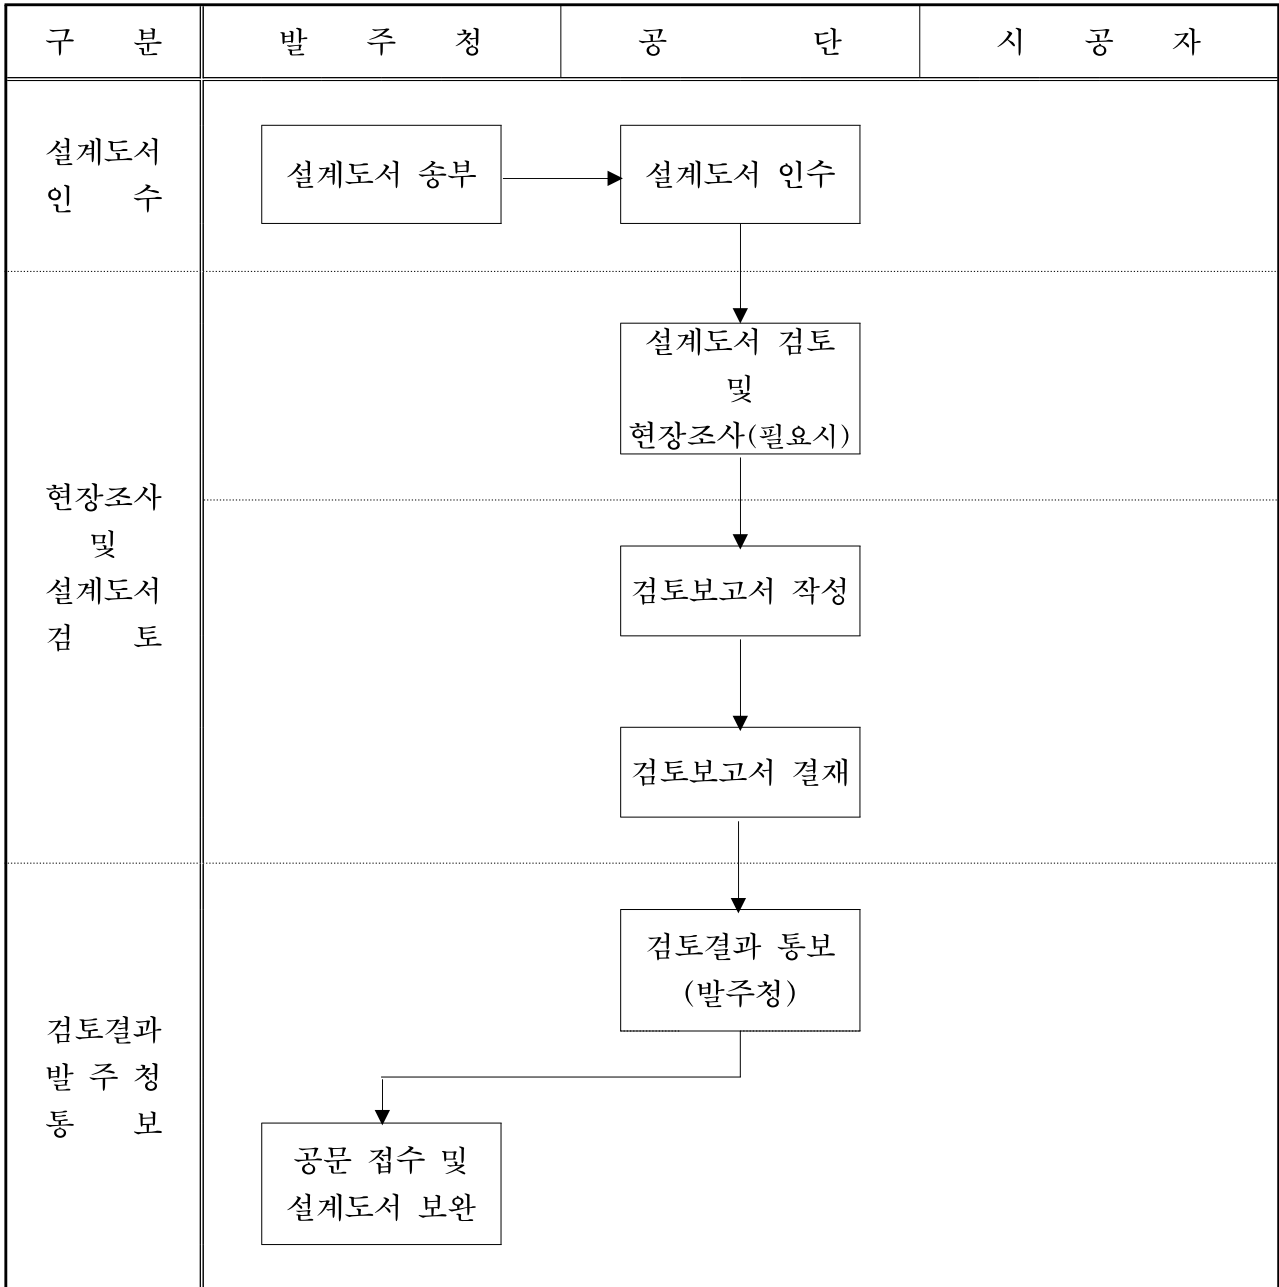 구 분
발 주 청
공 단
시 공 자
설계도서
인 수
설계도서 송부
설계도서 인수
현장조사
및
설계도서
검 토
설계도서 검토
및
현장조사(필요시)
검토보고서 작성
검토보고서 결재
검토결과
발 주 청
통 보
검토결과 통보
(발주청)
공문 접수 및
설계도서 보완